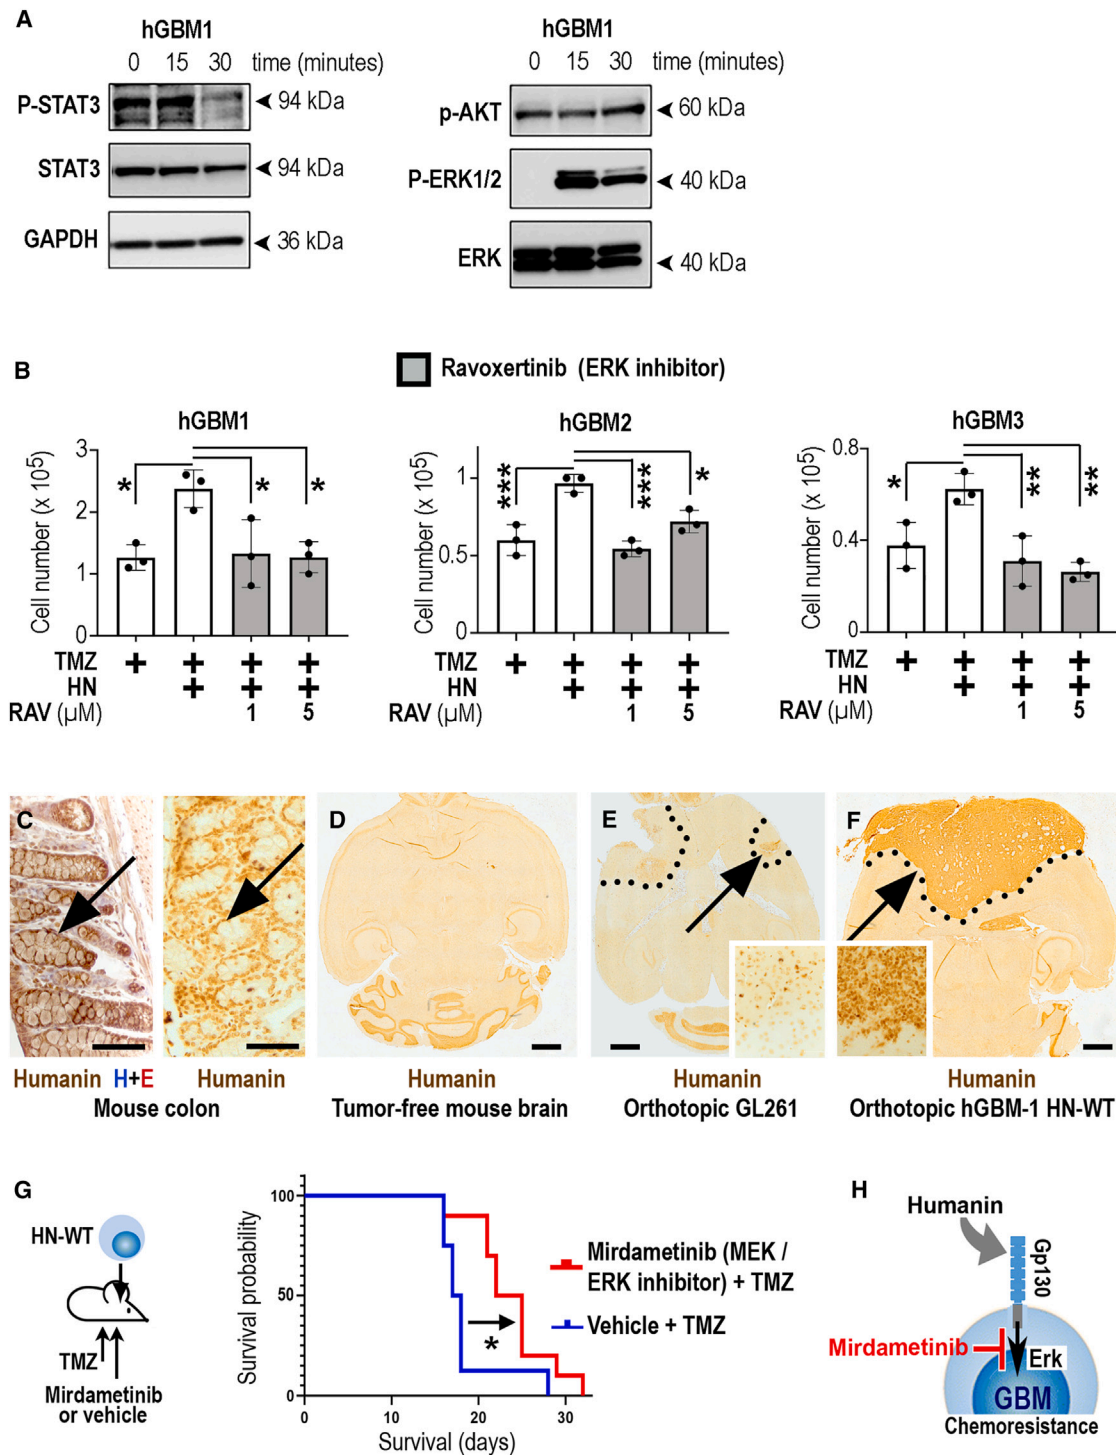 A
hGBM1
0 15 30 time (minutes)
P-STAT3 94 kDa
STAT3 94 kDa
GAPDH 36 kDa
hGBM1
0 15 30 time (minutes)
p-AKT 60 kDa
P-ERK1/2 40 kDa
ERK 40 kDa
B
Ravoxertinib (ERK inhibitor)
hGBM1
Cell number (x 10⁵)
3
2
1
0
* * *
TMZ + + + +
HN + + +
RAV (µM) 1 5
hGBM2
Cell number (x 10⁵)
1
0.5
0
*** *** *
TMZ + + + +
HN + + +
RAV (µM) 1 5
hGBM3
Cell number (x 10⁵)
0.8
0.4
0
* ** **
TMZ + + + +
HN + + +
RAV (µM) 1 5
C
Humanin H+E
Humanin
Mouse colon
D
Humanin
Tumor-free mouse brain
E
Humanin
Orthotopic GL261
F
Humanin
Orthotopic hGBM-1 HN-WT
G
HN-WT
TMZ
Mirdametinib
or vehicle
Survival probability
100
50
0
0 20 30
Survival (days)
*
Mirdametinib (MEK /
ERK inhibitor) + TMZ
Vehicle + TMZ
H
Humanin
Gp130
Mirdametinib
Erk
GBM
Chemoresistance